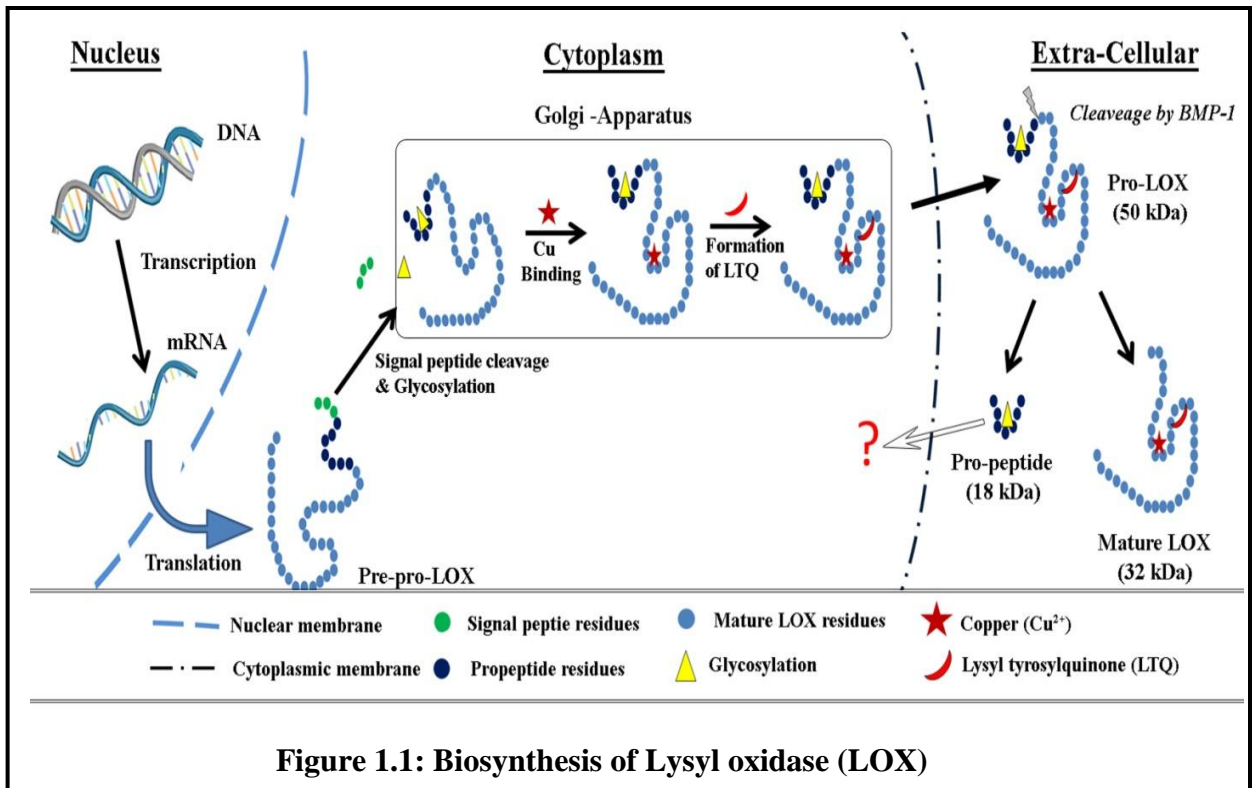 Nucleus
DNA
Transcription
mRNA
Translation
Cytoplasm
Golgi -Apparatus
Cu
Binding
Formation
of LTQ
Signal peptide cleavage
& Glycosylation
Pre-pro-LOX
Extra-Cellular
Cleaveage by BMP-1
Pro-LOX
(50 kDa)
?
Pro-peptide
(18 kDa)
Mature LOX
(32 kDa)
Nuclear membrane
Signal peptie residues
Mature LOX residues
Copper (Cu²⁺)
Cytoplasmic membrane
Propeptide residues
Glycosylation
Lysyl tyrosylquinone (LTQ)
Figure 1.1: Biosynthesis of Lysyl oxidase (LOX)